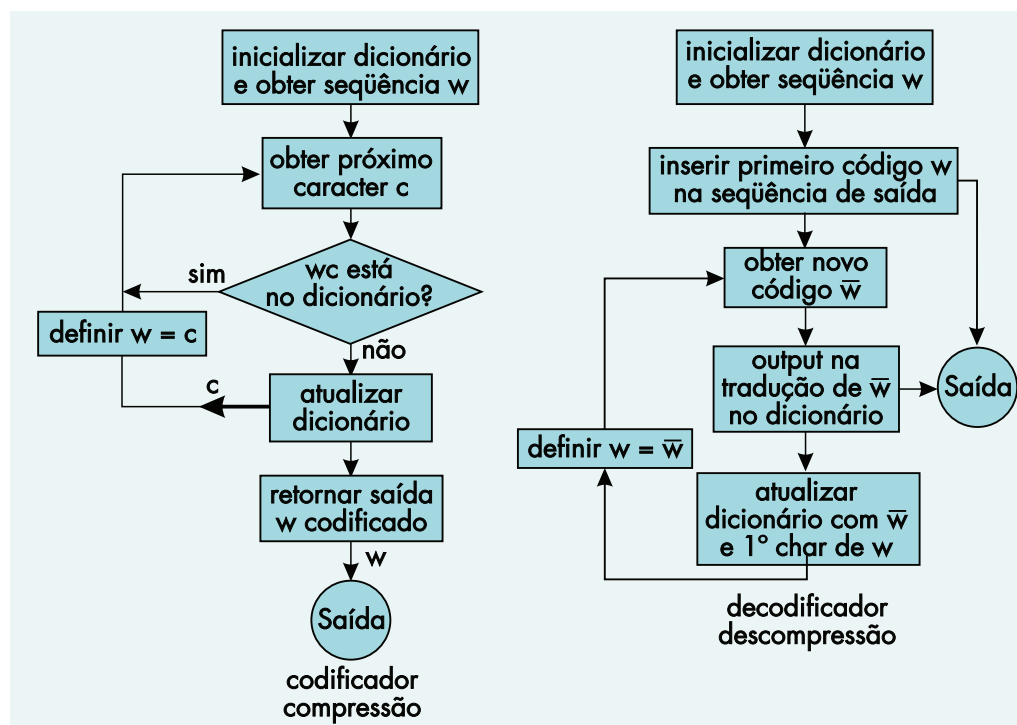 inicializar dicionário
e obter seqüência w
obter próximo
caracter c
sim
wc está
no dicionário?
definir w = c
não
c
atualizar
dicionário
retornar saída
w codificado
w
Saída
codificador
compressão
inicializar dicionário
e obter seqüência w
inserir primeiro código w
na seqüência de saída
obter novo
código w̅
output na
tradução de w̅
no dicionário
Saída
definir w = w̅
atualizar
dicionário com w̅
e 1º char de w
decodificador
descompressão